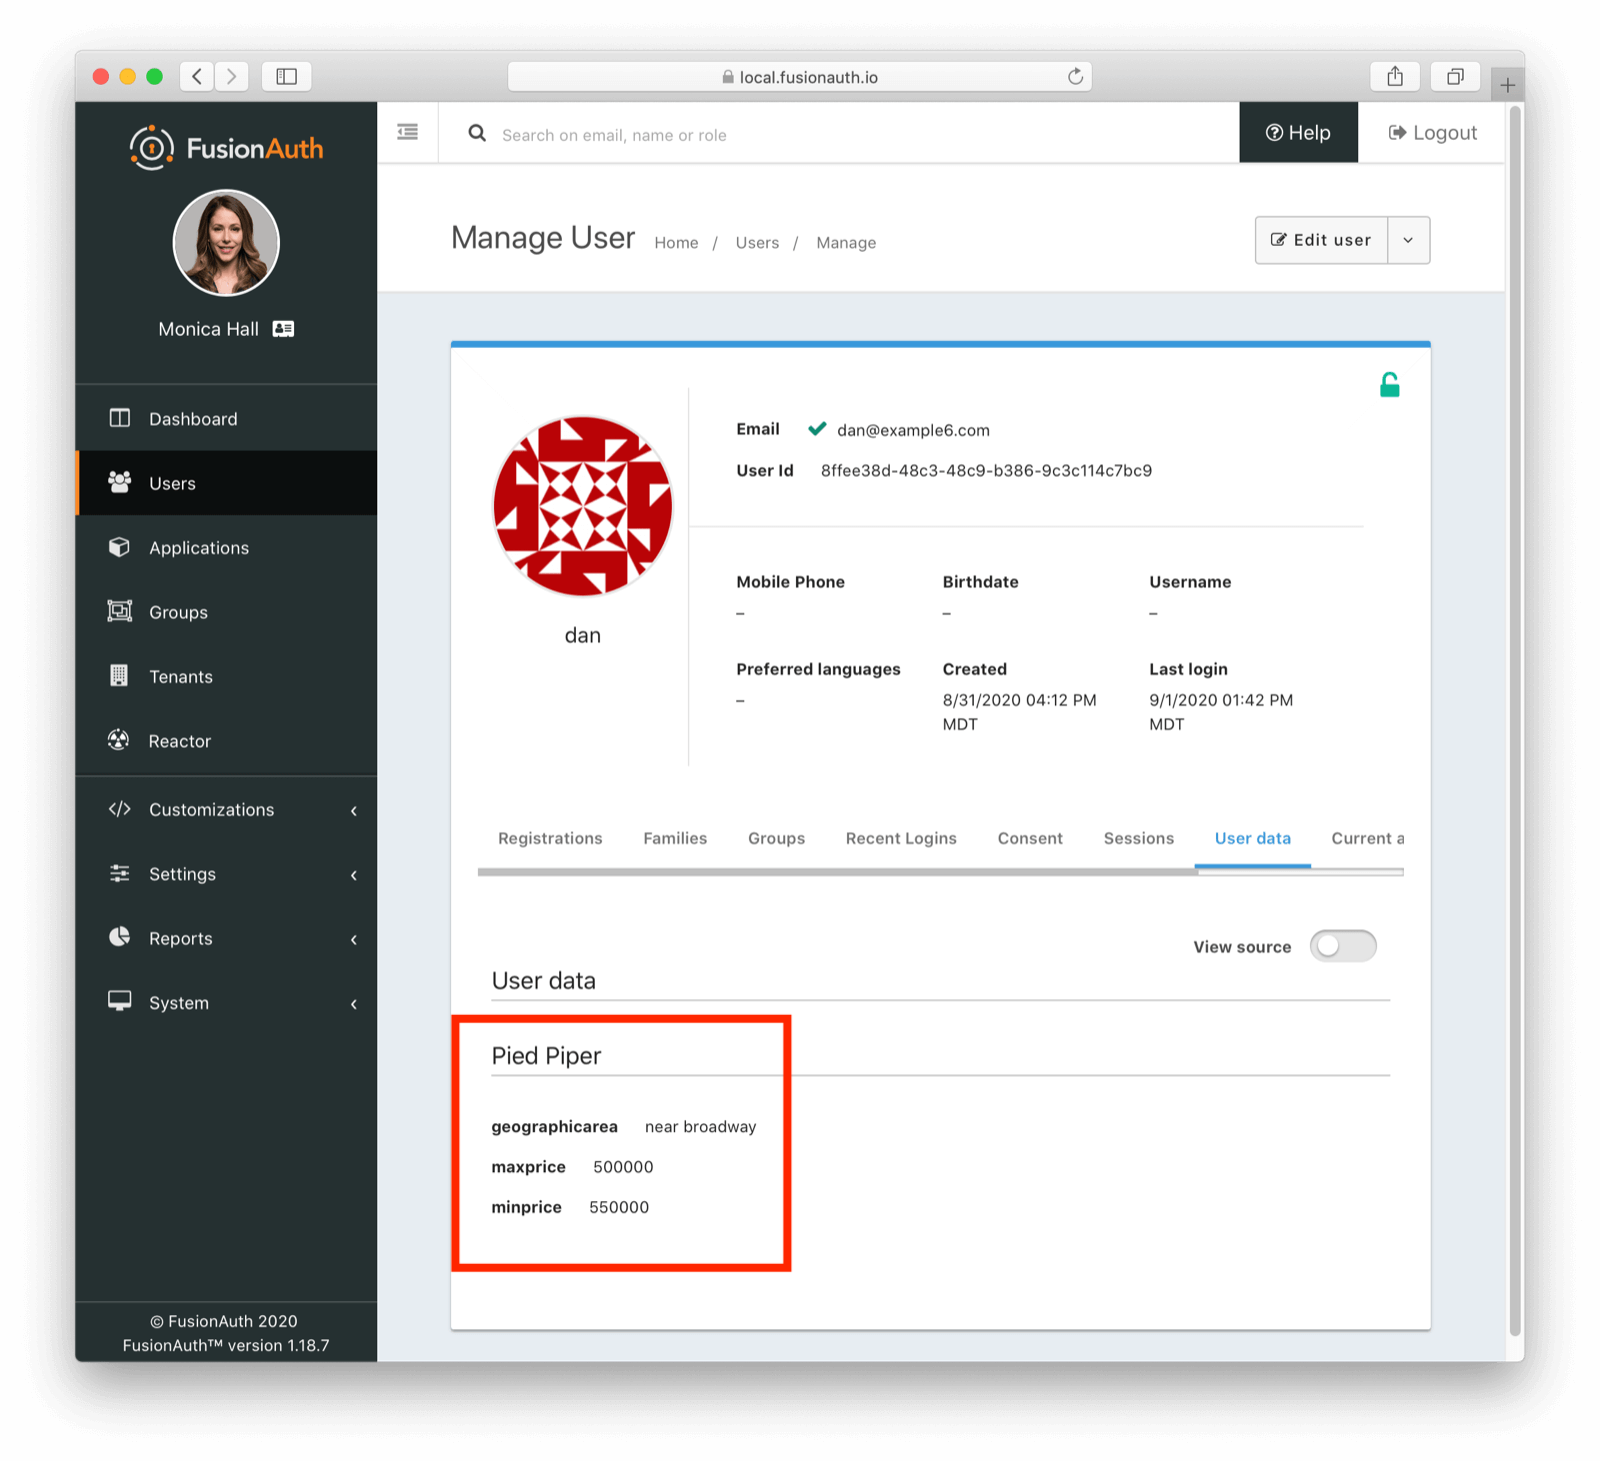 local.fusionauth.io
FusionAuth
Search on email, name or role
Help
Logout
Manage User
Home / Users / Manage
Edit user
Monica Hall
Dashboard
Users
Applications
Groups
Tenants
Reactor
Customizations
Settings
Reports
System
© FusionAuth 2020
FusionAuth™ version 1.18.7
Email dan@example6.com
User Id 8ffee38d-48c3-48c9-b386-9c3c114c7bc9
dan
Mobile Phone Birthdate Username
– – –
Preferred languages Created Last login
– 8/31/2020 04:12 PM 9/1/2020 01:42 PM
MDT MDT
Registrations Families Groups Recent Logins Consent Sessions User data Current a
View source
User data
Pied Piper
geographicarea near broadway
maxprice 500000
minprice 550000